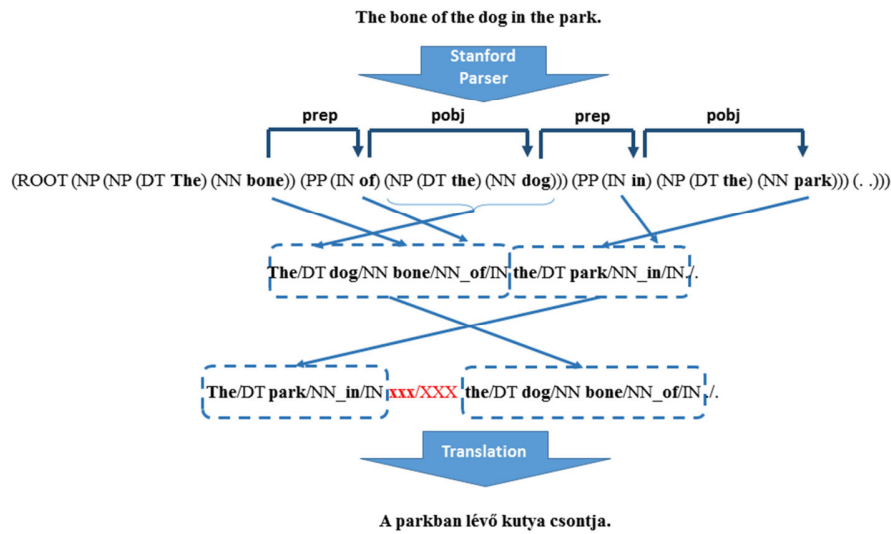 The bone of the dog in the park.
Stanford
Parser
prep pobj prep pobj
(ROOT (NP (NP (DT The) (NN bone)) (PP (IN of) (NP (DT the) (NN dog))) (PP (IN in) (NP (DT the) (NN park))) (. .)))
The/DT dog/NN bone/NN_of/IN the/DT park/NN_in/IN ./.
The/DT park/NN_in/IN xxx/XXX the/DT dog/NN bone/NN_of/IN ./.
Translation
A parkban lévő kutya csontja.